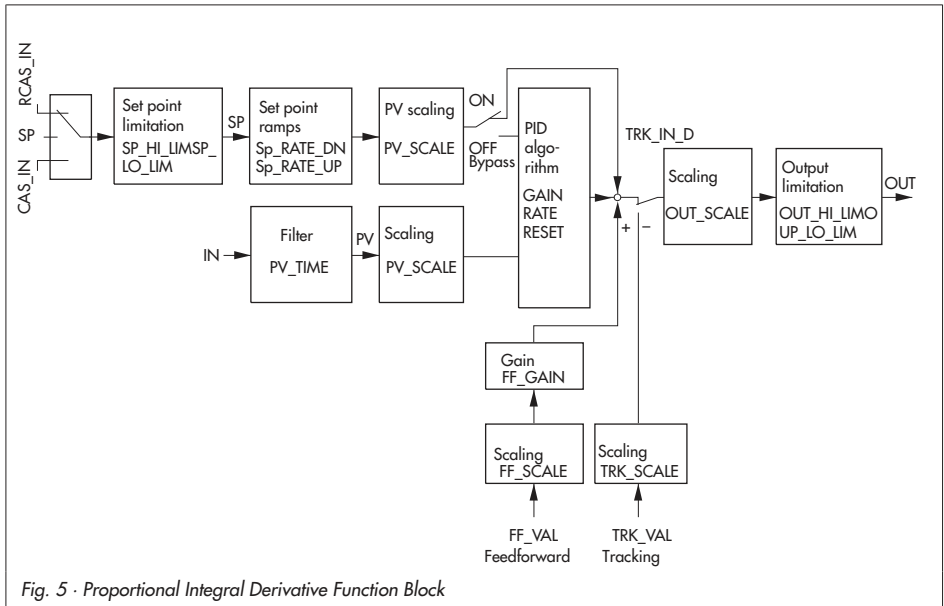 RCAS_IN
SP
CAS_IN
Set point
limitation
SP_HI_LIMSP_
LO_LIM
SP
Set point
ramps
Sp_RATE_DN
Sp_RATE_UP
PV scaling
PV_SCALE
ON
OFF
Bypass
PID
algo-
rithm
GAIN
RATE
RESET
TRK_IN_D
+
−
Scaling
OUT_SCALE
Output
limitation
OUT_HI_LIMO
UP_LO_LIM
OUT
IN
Filter
PV_TIME
PV
Scaling
PV_SCALE
Gain
FF_GAIN
Scaling
FF_SCALE
Scaling
TRK_SCALE
FF_VAL
Feedforward
TRK_VAL
Tracking
Fig. 5 · Proportional Integral Derivative Function Block